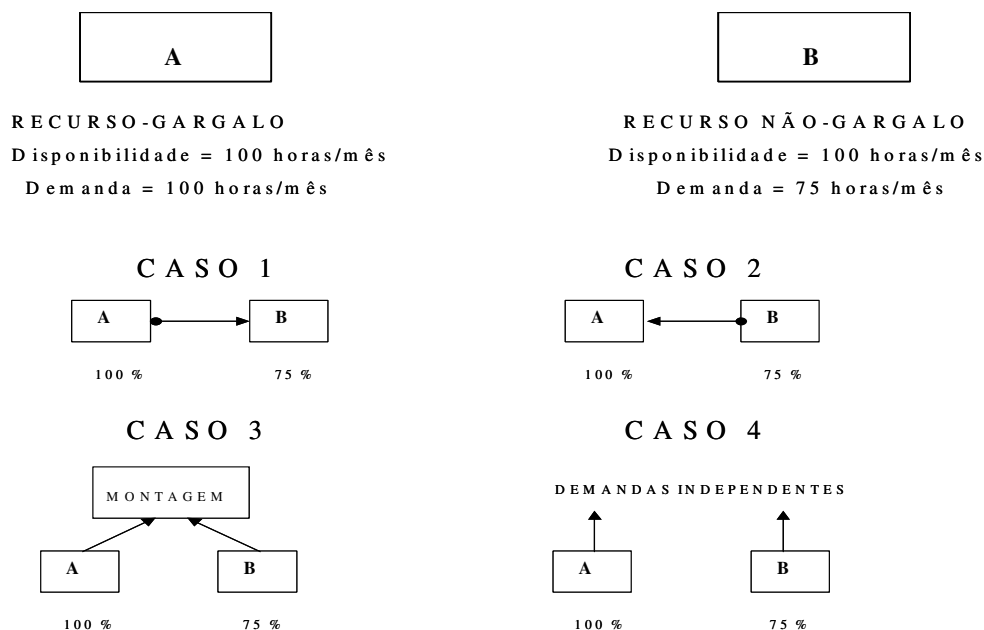 A
B
RECURSO-GARGALO
Disponibilidade = 100 horas/mês
Demanda = 100 horas/mês
RECURSO NÃO-GARGALO
Disponibilidade = 100 horas/mês
Demanda = 75 horas/mês
CASO 1
A
B
100 %
75 %
CASO 2
A
B
100 %
75 %
CASO 3
MONTAGEM
A
B
100 %
75 %
CASO 4
DEMANDAS INDEPENDENTES
A
B
100 %
75 %